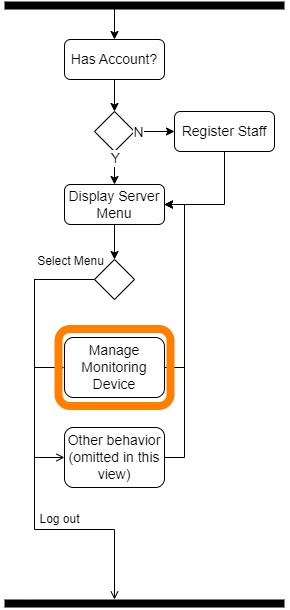 Has Account?
N
Register Staff
Y
Display Server
Menu
Select Menu
Manage
Monitoring
Device
Other behavior
(omitted in this
view)
Log out